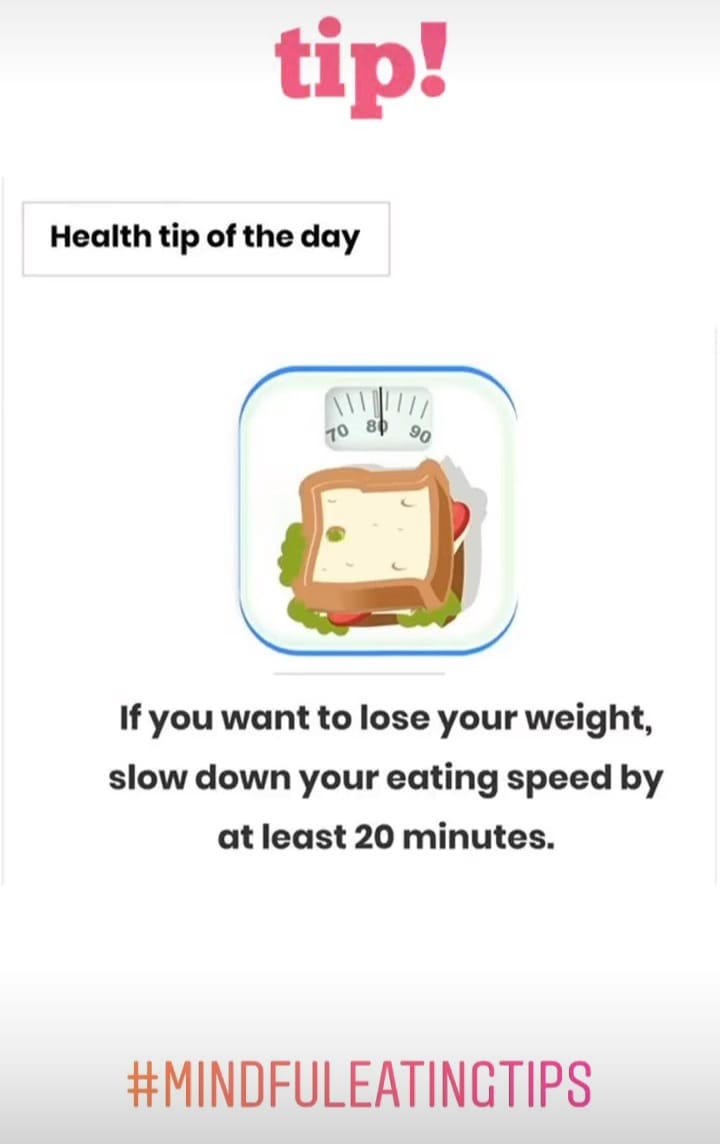 tip!
Health tip of the day
70 80 90
If you want to lose your weight,
slow down your eating speed by
at least 20 minutes.
#MINDFULEATINGTIPS